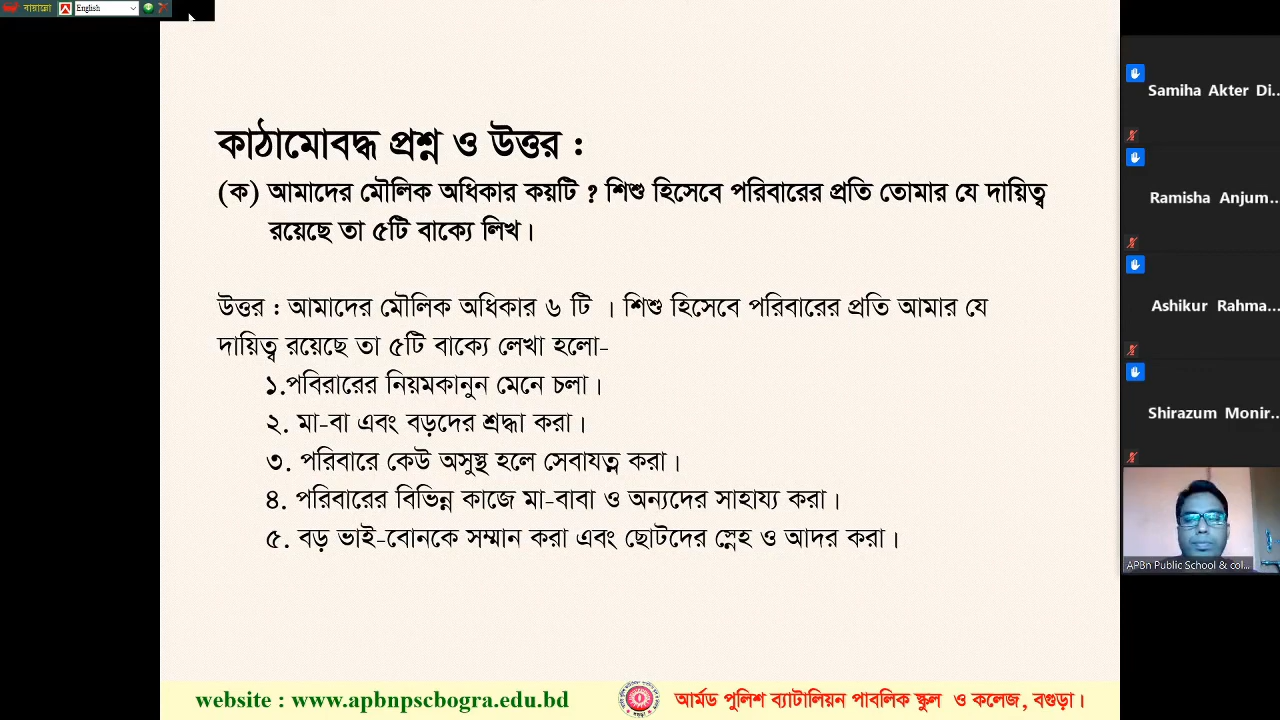 বায়ান্নো
English
কাঠামোবদ্ধ প্রশ্ন ও উত্তর :
(ক) আমাদের মৌলিক অধিকার কয়টি ? শিশু হিসেবে পরিবারের প্রতি তোমার যে দায়িত্ব
রয়েছে তা ৫টি বাক্যে লিখ।
উত্তর : আমাদের মৌলিক অধিকার ৬ টি । শিশু হিসেবে পরিবারের প্রতি আমার যে
দায়িত্ব রয়েছে তা ৫টি বাক্যে লেখা হলো-
১.পবিরারের নিয়মকানুন মেনে চলা।
২. মা-বা এবং বড়দের শ্রদ্ধা করা।
৩. পরিবারে কেউ অসুস্থ হলে সেবাযত্ন করা।
৪. পরিবারের বিভিন্ন কাজে মা-বাবা ও অন্যদের সাহায্য করা।
৫. বড় ভাই-বোনকে সম্মান করা এবং ছোটদের স্নেহ ও আদর করা।
website : www.apbnpscbogra.edu.bd
আর্মড পুলিশ ব্যাটালিয়ন পাবলিক স্কুল ও কলেজ, বগুড়া।
Samiha Akter Di...
Ramisha Anjum...
Ashikur Rahma...
Shirazum Monir...
APBn Public School & col...